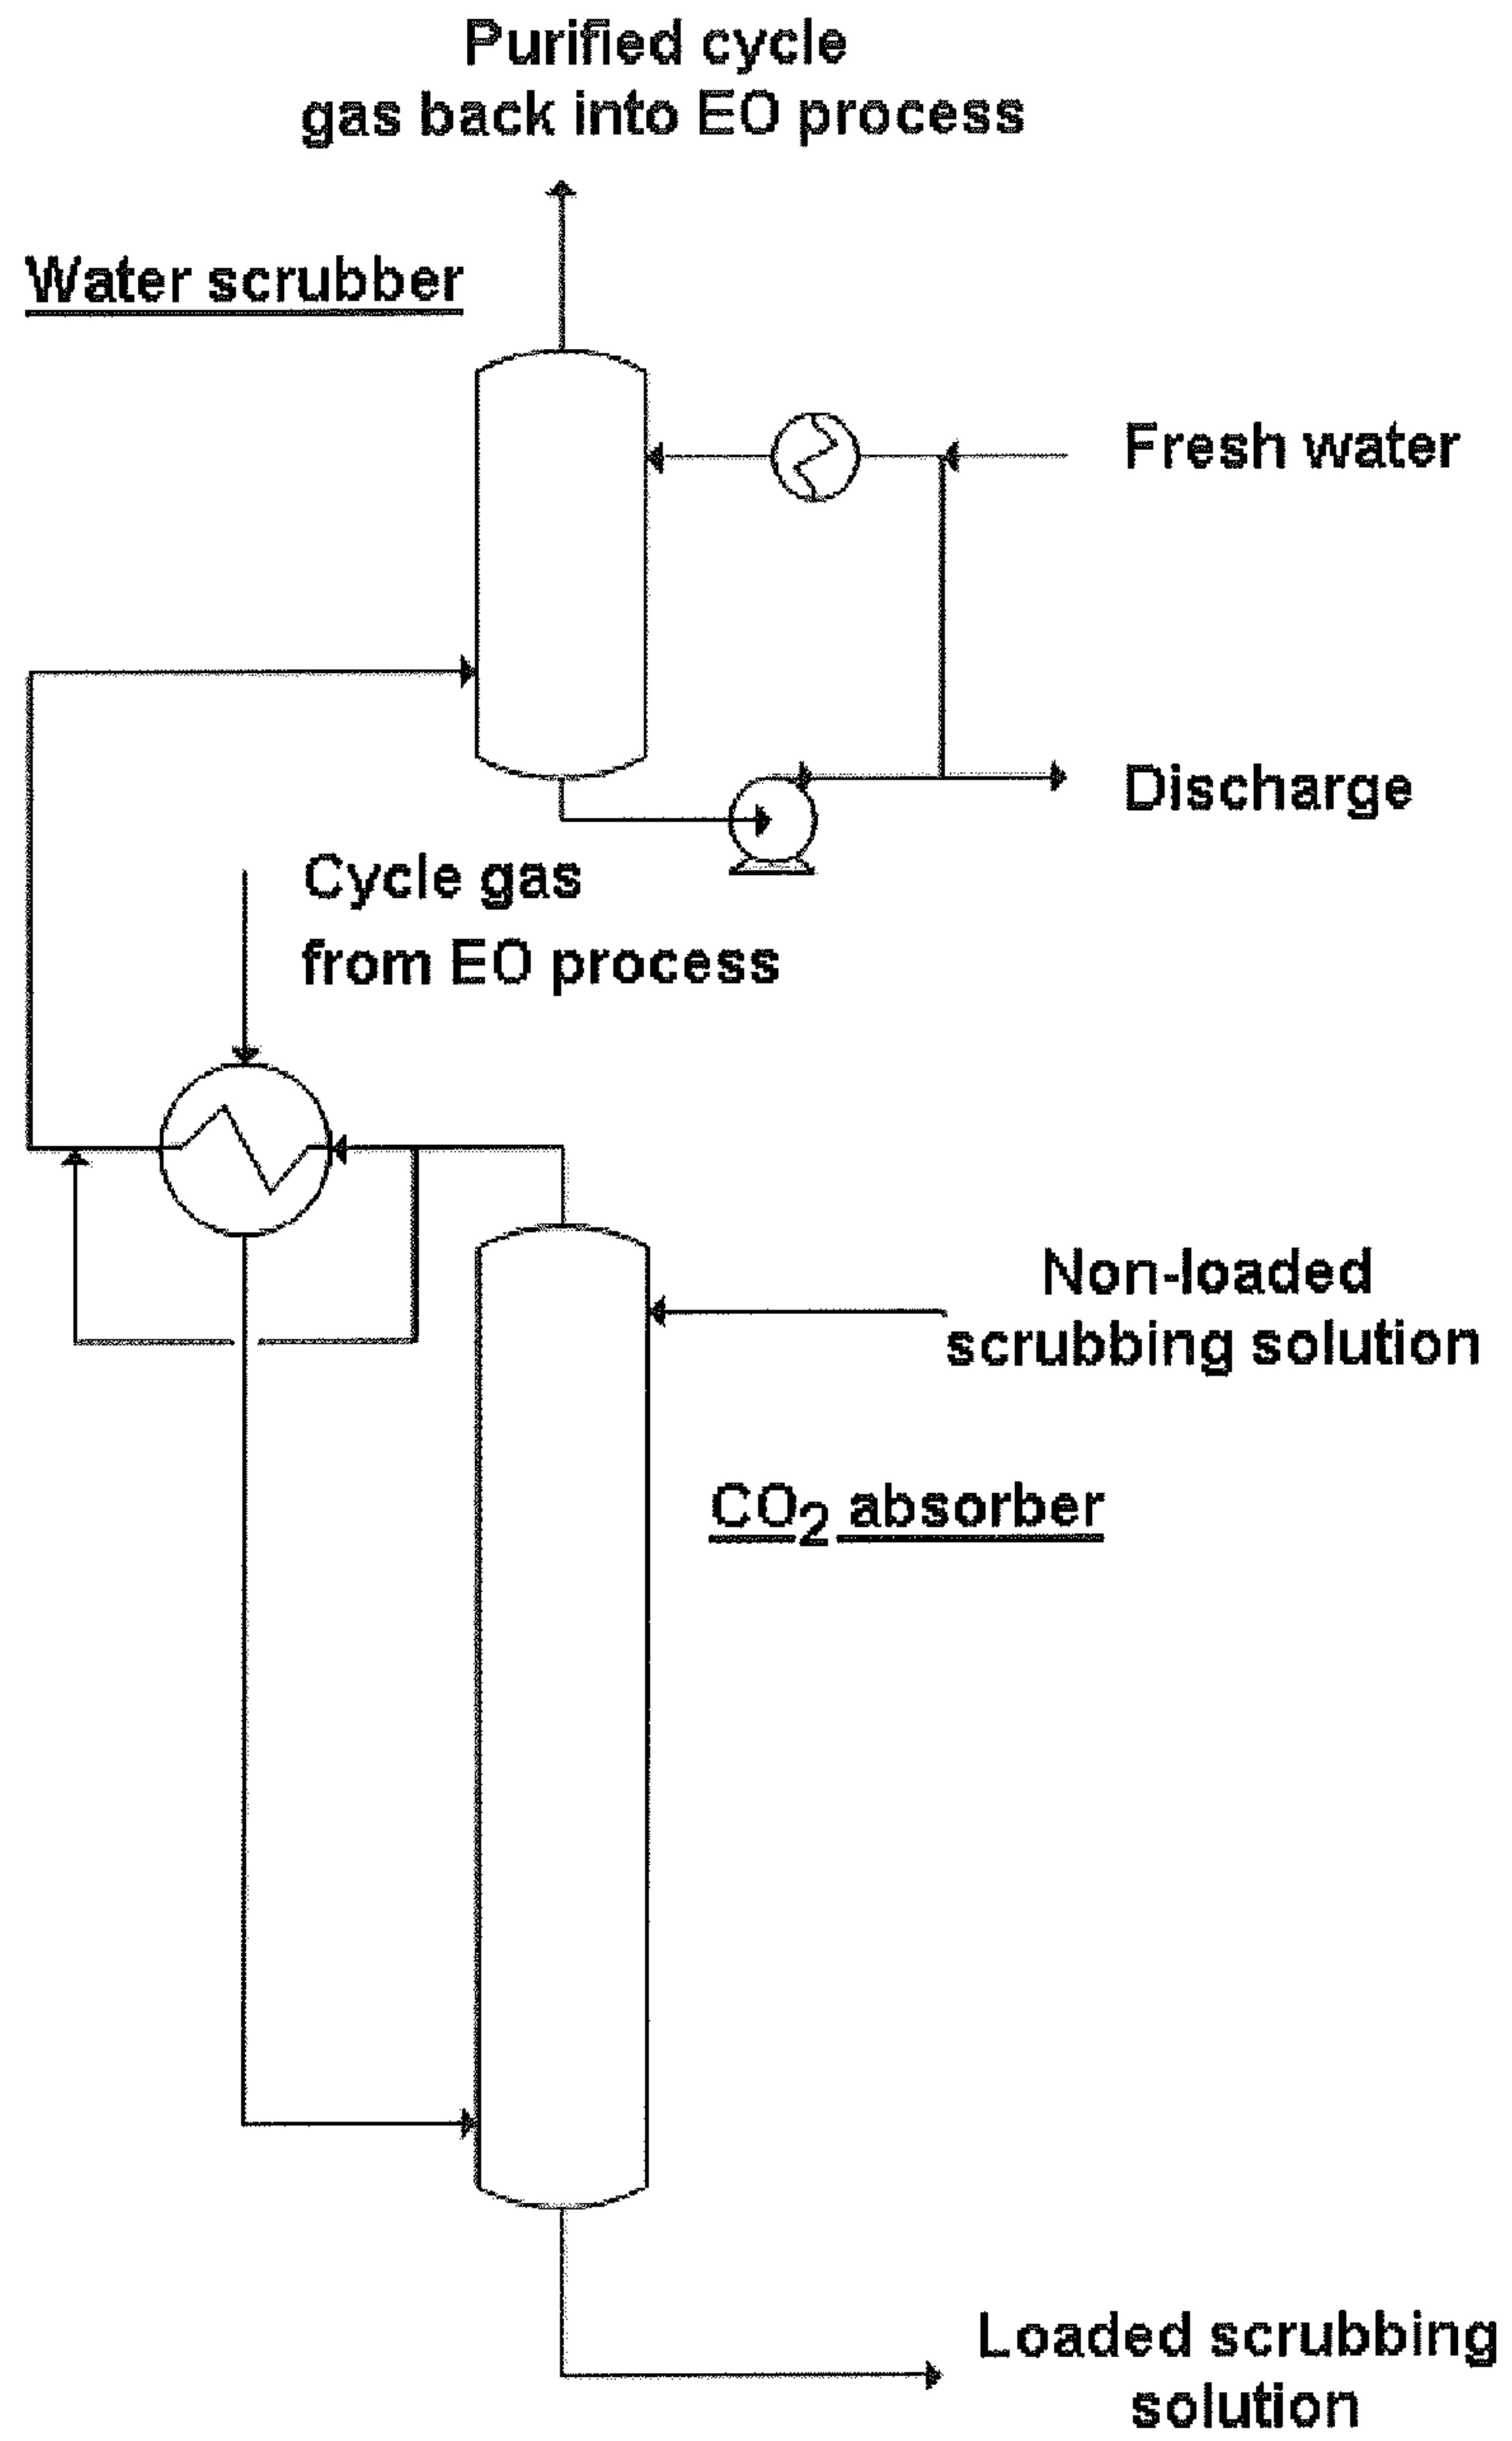 Purified cycle
gas back into EO process
Water scrubber
Fresh water
Discharge
Cycle gas
from EO process
Non-loaded
scrubbing solution
CO2 absorber
Loaded scrubbing
solution